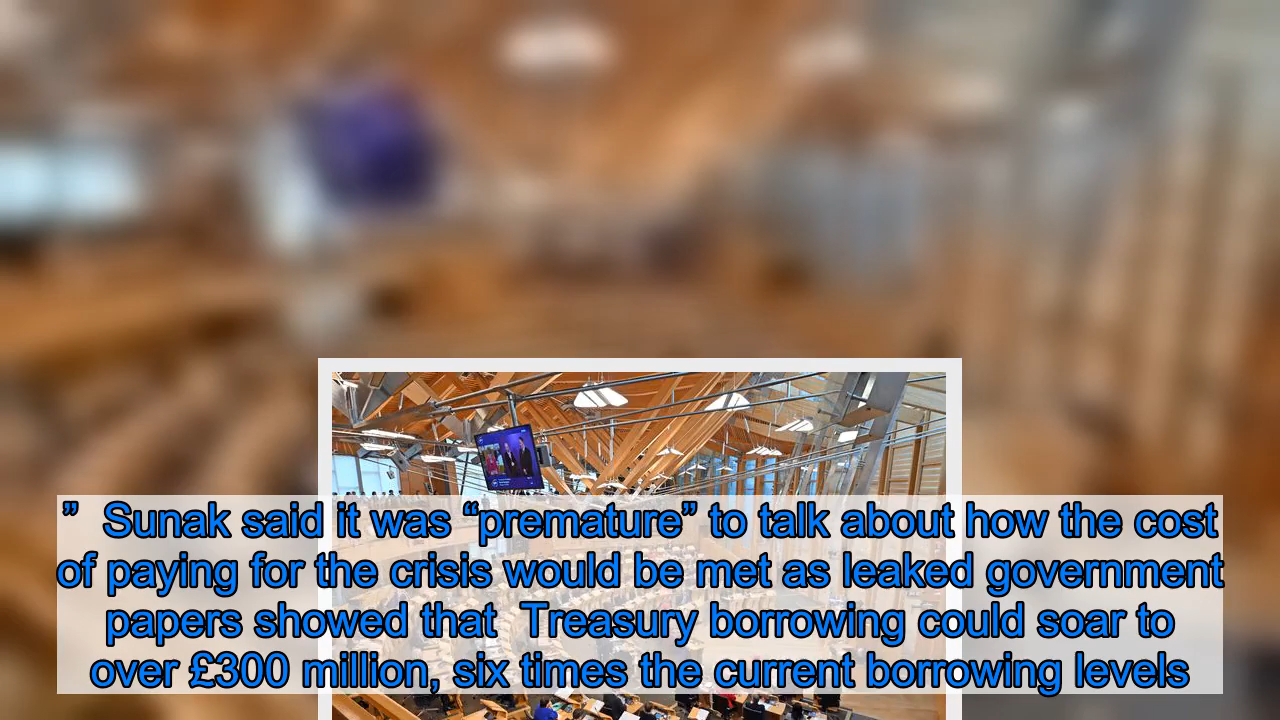 ” Sunak said it was “premature” to talk about how the cost
of paying for the crisis would be met as leaked government
papers showed that Treasury borrowing could soar to
over £300 million, six times the current borrowing levels